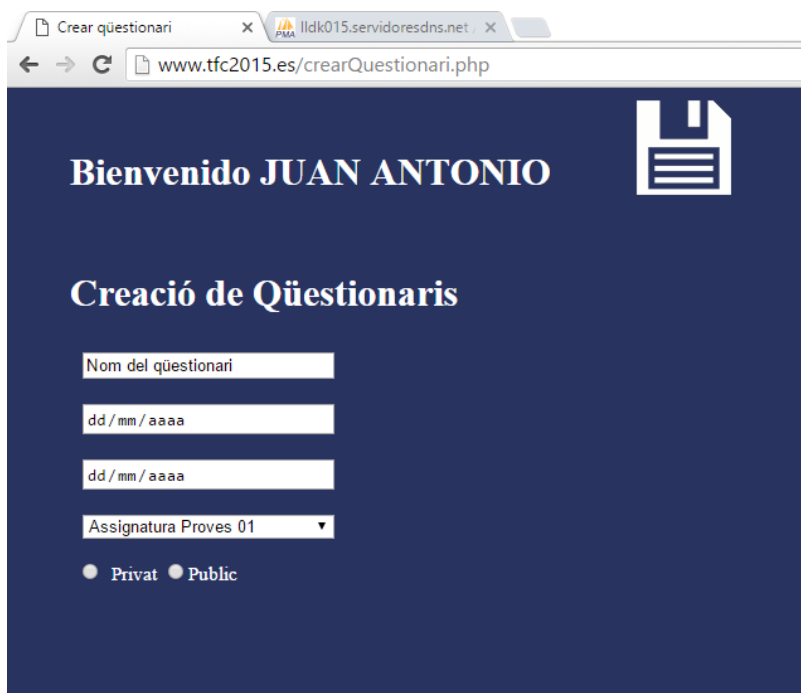 Crear qüestionari
PMA lldk015.servidoresdns.net /
www.tfc2015.es/crearQuestionari.php
Bienvenido JUAN ANTONIO
Creació de Qüestionaris
Nom del qüestionari
dd/mm/aaaa
dd/mm/aaaa
Assignatura Proves 01
Privat Public